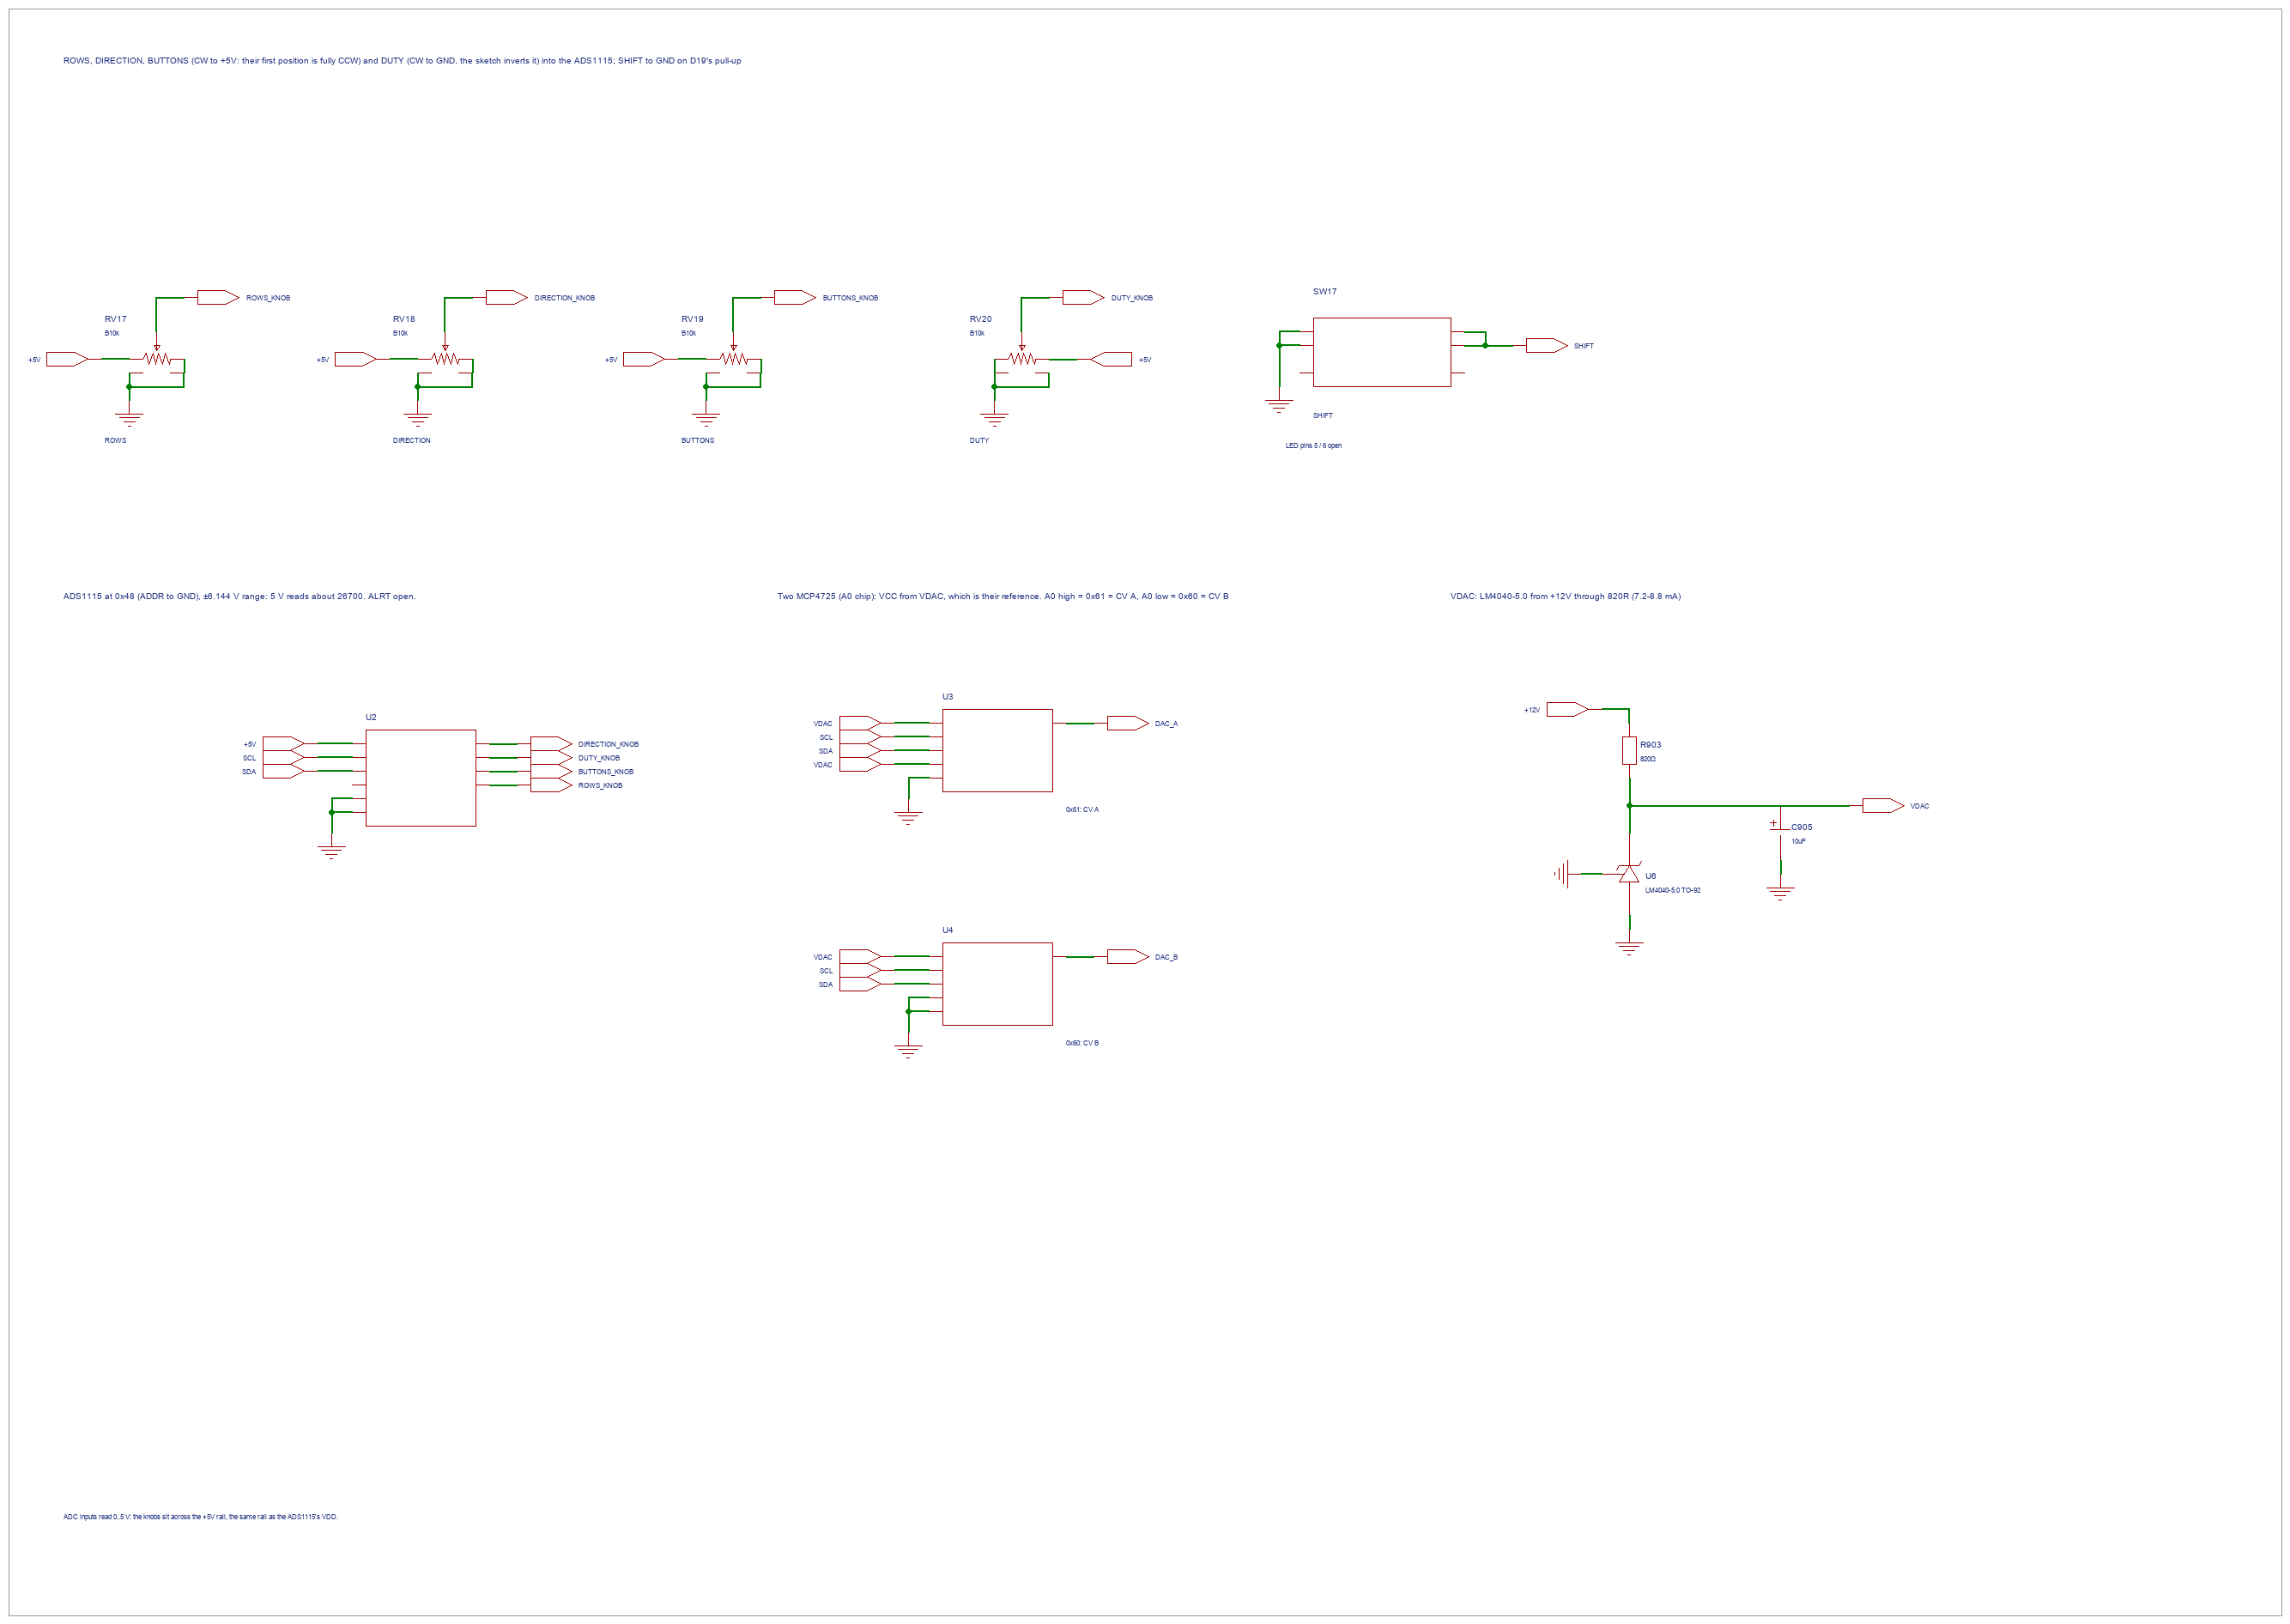 ROWS, DIRECTION, BUTTONS (CW to +5V: their first position is fully CCW) and DUTY (CW to GND, the sketch inverts it) into the ADS1115; SHIFT to GND on D19's pull-up
SW17
ROWS_KNOB
DIRECTION_KNOB
BUTTONS_KNOB
DUTY_KNOB
RV17
B10k
RV18
B10k
RV19
B10k
RV20
B10k
SHIFT
+5V
+5V
+5V
+5V
SHIFT
ROWS
DIRECTION
BUTTONS
DUTY
LED pins 5 / 6 open
ADS1115 at 0x48 (ADDR to GND), ±6.144 V range: 5 V reads about 26700. ALRT open.
Two MCP4725 (A0 chip): VCC from VDAC, which is their reference. A0 high = 0x61 = CV A, A0 low = 0x60 = CV B
VDAC: LM4040-5.0 from +12V through 820R (7.2-8.8 mA)
U2
+5V
SCL
SDA
DIRECTION_KNOB
DUTY_KNOB
BUTTONS_KNOB
ROWS_KNOB
U3
VDAC
SCL
SDA
VDAC
DAC_A
0x61: CV A
+12V
R903
820Ω
VDAC
+
C905
10uF
U6
LM4040-5.0 TO-92
U4
VDAC
SCL
SDA
DAC_B
0x60: CV B
ADC inputs read 0..5 V: the knobs sit across the +5V rail, the same rail as the ADS1115's VDD.